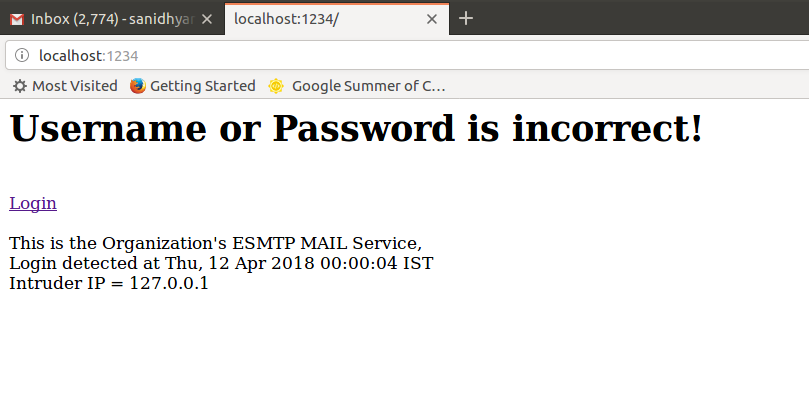 Inbox (2,774) - sanidhya
localhost:1234/
localhost:1234
Most Visited Getting Started Google Summer of C...
Username or Password is incorrect!
Login
This is the Organization's ESMTP MAIL Service,
Login detected at Thu, 12 Apr 2018 00:00:04 IST
Intruder IP = 127.0.0.1